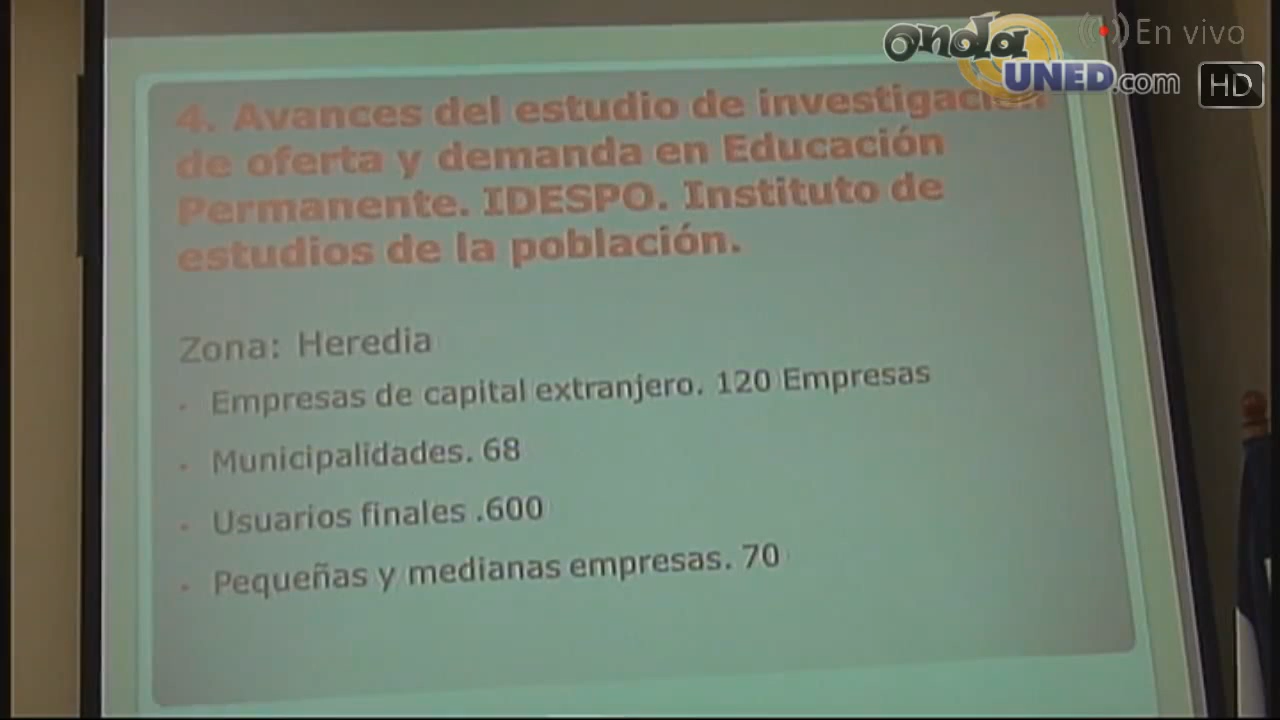 onda
UNED.com
En vivo
HD
4. Avances del estudio de investigación
de oferta y demanda en Educación
Permanente. IDESPO. Instituto de
estudios de la población.
Zona: Heredia
- Empresas de capital extranjero. 120 Empresas
- Municipalidades. 68
- Usuarios finales .600
- Pequeñas y medianas empresas. 70